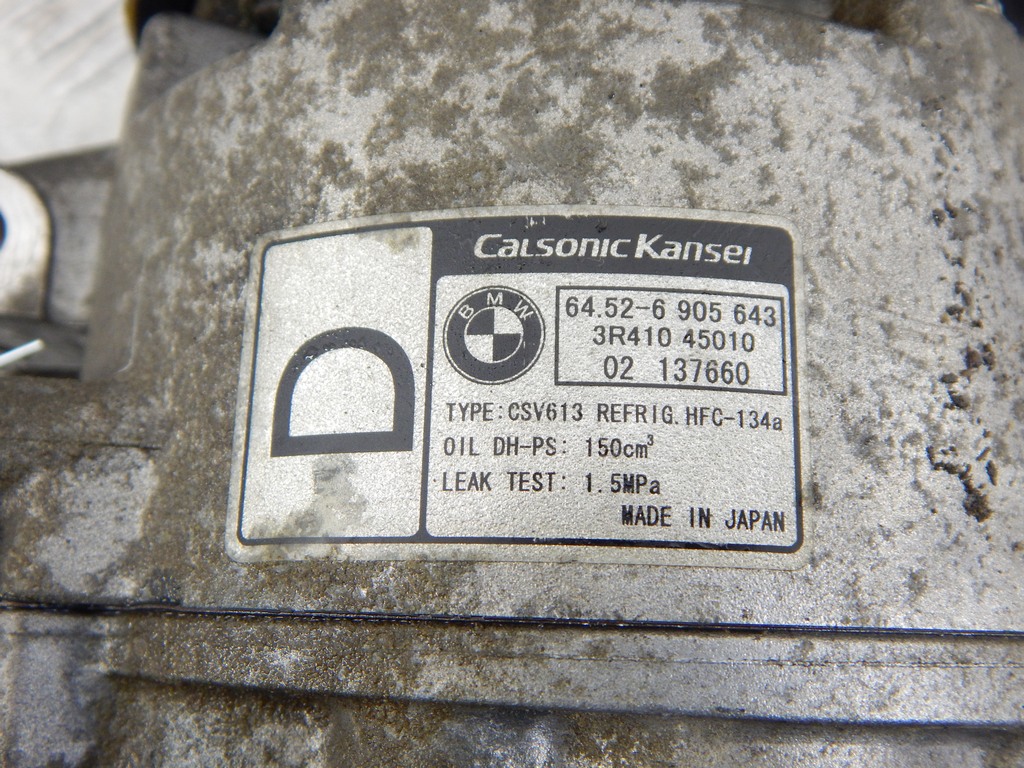 Calsonic Kansei
D
BMW
64.52-6 905 643
3R410 45010
02 137660
TYPE:CSV613 REFRIG.HFC-134a
OIL DH-PS: 150cm³
LEAK TEST: 1.5MPa
MADE IN JAPAN